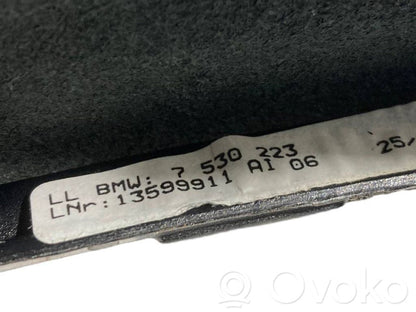 LL BMW: 7 530 223
LNr:13599911 AI 06
25,
OVOKO